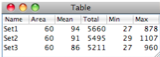 Table
Name Area Mean Total Min Max
Set1 60 94 5660 27 878
Set2 60 91 5495 29 1107
Set3 60 86 5211 27 960